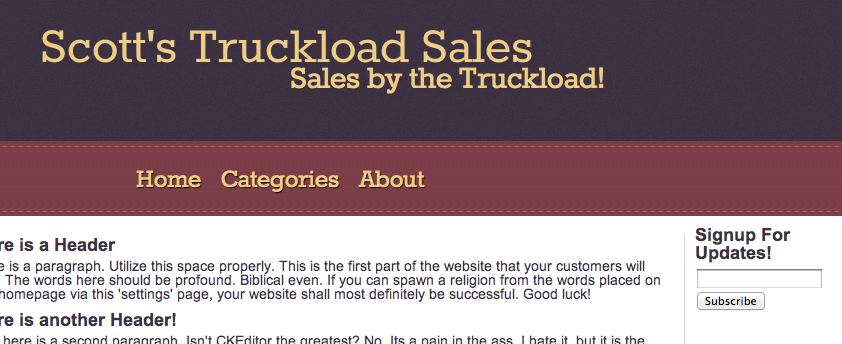 Scott's Truckload Sales
Sales by the Truckload!
Home Categories About
re is a Header
e is a paragraph. Utilize this space properly. This is the first part of the website that your customers will
The words here should be profound. Biblical even. If you can spawn a religion from the words placed on
homepage via this 'settings' page, your website shall most definitely be successful. Good luck!
re is another Header!
here is a second paragraph. Isn't CKEditor the greatest? No. Its a pain in the ass. I hate it, but it is the
Signup For
Updates!
Subscribe